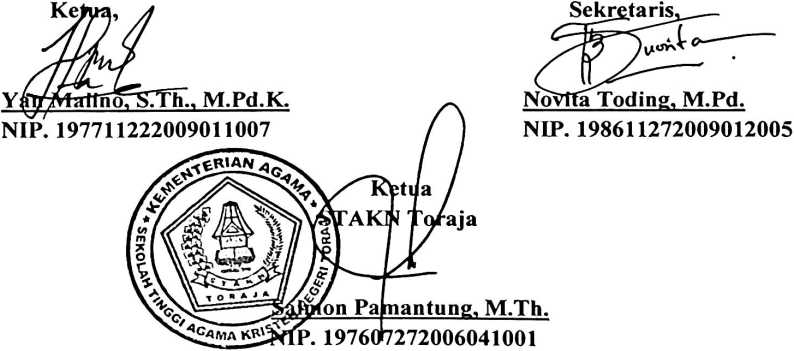 Ketua,
Sekretaris,
Yan Malino, S.Th., M.Pd.K.
Novita Toding, M.Pd.
NIP. 197711222009011007
NIP. 198611272009012005
Ketua
STAKN Toraja
KEMENTERIAN AGAMA
SEKOLAH TINGGI AGAMA KRISTEN NEGERI TORAJA
STAKN
TORAJA
Salmon Pamantung, M.Th.
NIP. 197607272006041001